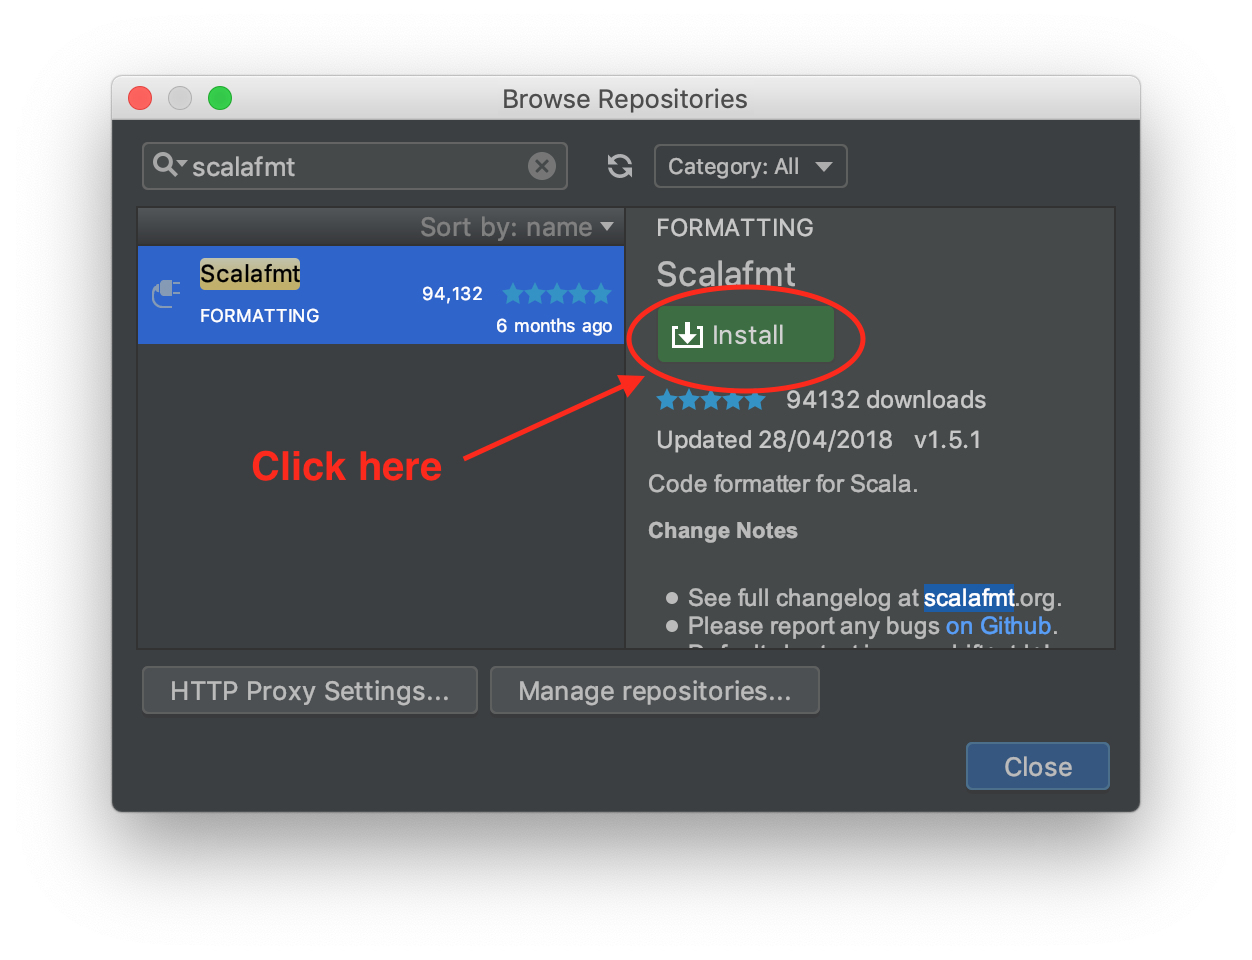 Browse Repositories
scalafmt
Category: All
Sort by: name
Scalafmt
94,132
FORMATTING
6 months ago
FORMATTING
Scalafmt
Install
94132 downloads
Updated 28/04/2018 v1.5.1
Click here
Code formatter for Scala.
Change Notes
See full changelog at scalafmt.org.
Please report any bugs on Github.
HTTP Proxy Settings...
Manage repositories...
Close